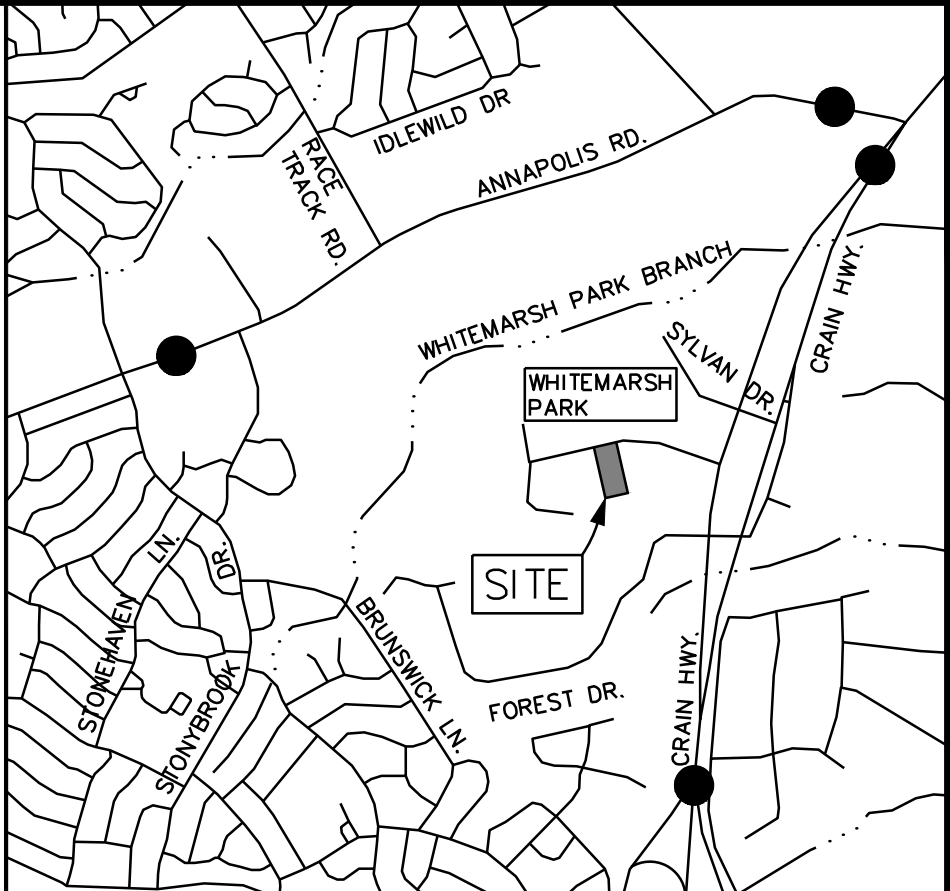 IDLEWILD DR
RACE
TRACK RD.
ANNAPOLIS RD.
WHITEMARSH PARK BRANCH
CRAIN HWY.
SYLVAN DR.
WHITEMARSH
PARK
SITE
LN.
DR.
STONEHAVEN
STONYBROOK
BRUNSWICK LN.
FOREST DR.
CRAIN HWY.